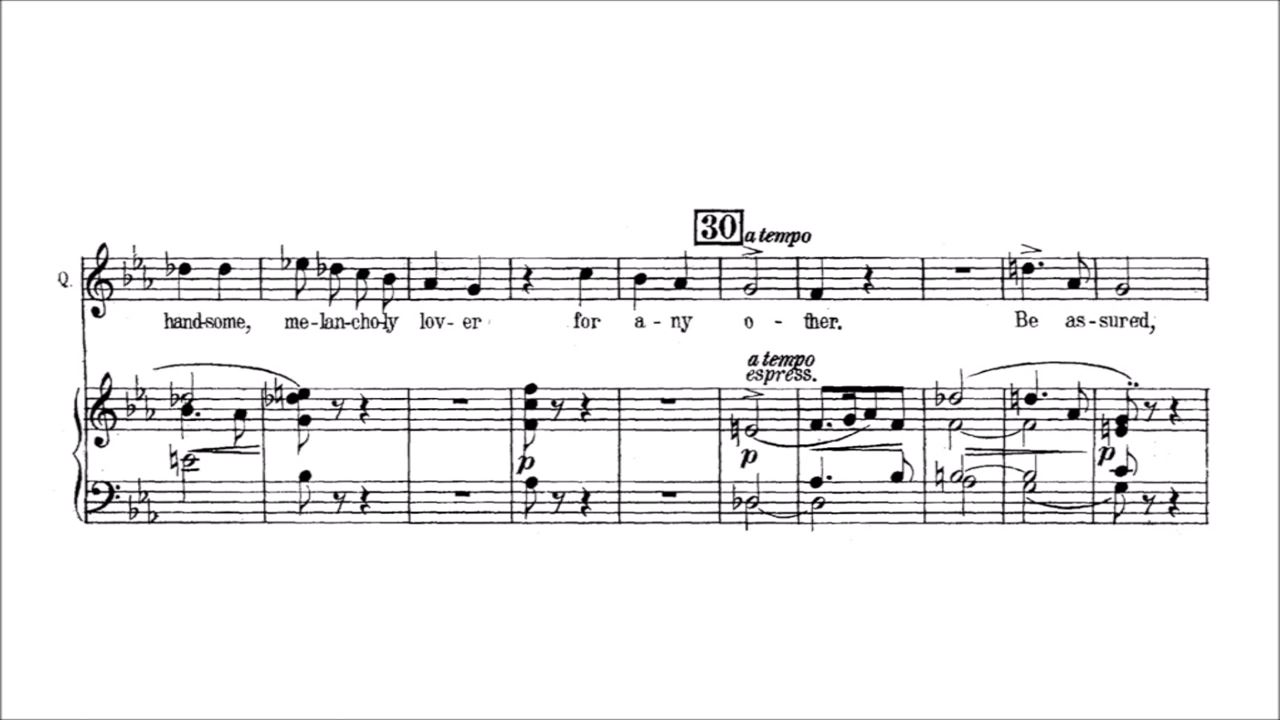 30 a tempo
Q.
hand-some, me-lan-cho-ly lov-er for a-ny o-ther. Be as-sured,
a tempo
espress.
p p p